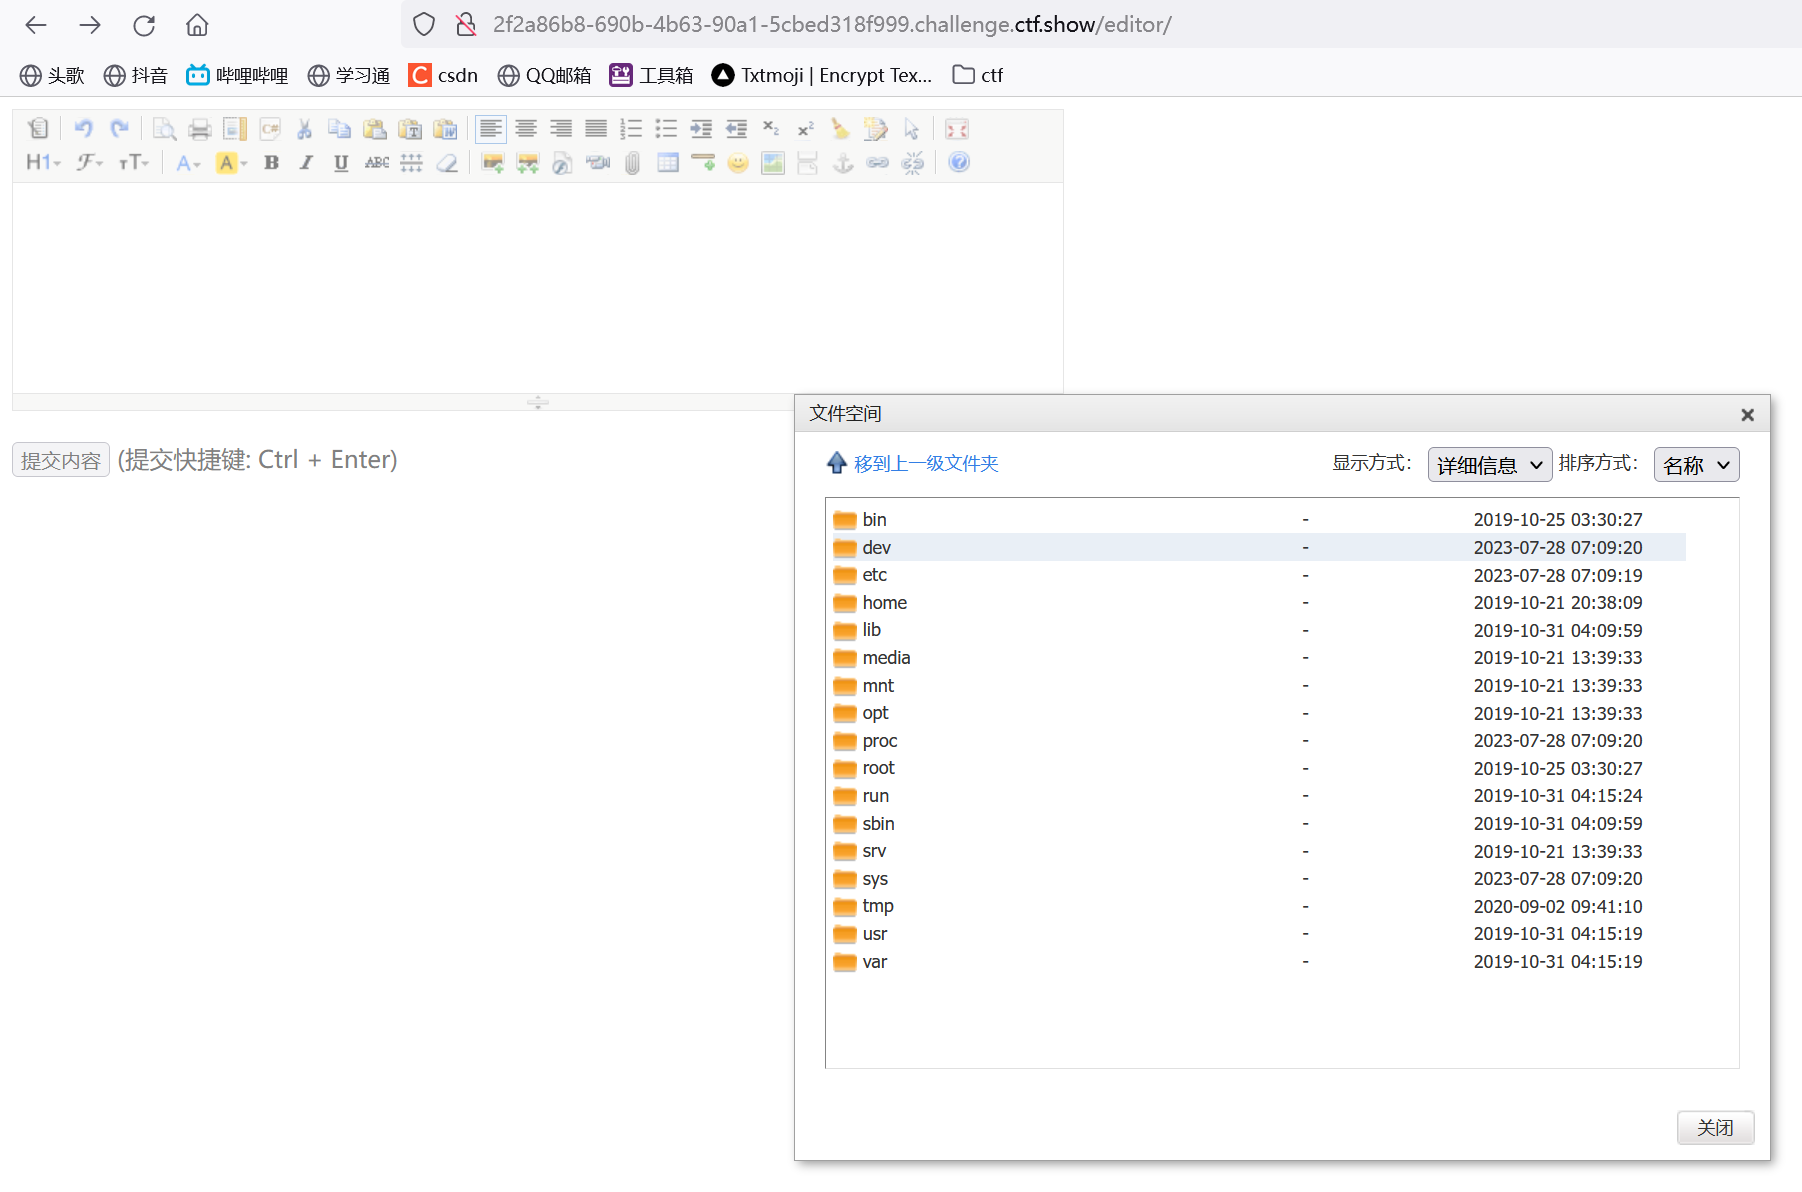 2f2a86b8-690b-4b63-90a1-5cbed318f999.challenge.ctf.show/editor/
头歌 抖音 哔哩哔哩 学习通 C csdn QQ邮箱 工具箱 Txtmoji | Encrypt Tex... ctf
H1 F TT A A B I U ABC
提交内容 (提交快捷键: Ctrl + Enter)
文件空间
移到上一级文件夹 显示方式: 详细信息 排序方式: 名称
bin - 2019-10-25 03:30:27
dev - 2023-07-28 07:09:20
etc - 2023-07-28 07:09:19
home - 2019-10-21 20:38:09
lib - 2019-10-31 04:09:59
media - 2019-10-21 13:39:33
mnt - 2019-10-21 13:39:33
opt - 2019-10-21 13:39:33
proc - 2023-07-28 07:09:20
root - 2019-10-25 03:30:27
run - 2019-10-31 04:15:24
sbin - 2019-10-31 04:09:59
srv - 2019-10-21 13:39:33
sys - 2023-07-28 07:09:20
tmp - 2020-09-02 09:41:10
usr - 2019-10-31 04:15:19
var - 2019-10-31 04:15:19
关闭